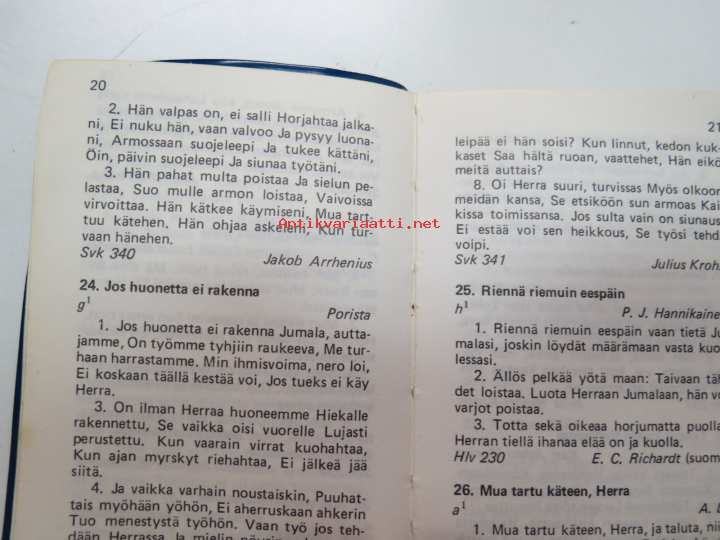 20
2. Hän valpas on, ei salli Horjahtaa jalka-
ni, Ei nuku hän, vaan valvoo Ja pysyy luona-
ni, Armossaan suojeleepi Ja tukee kättäni,
Öin, päivin suojeleepi Ja siunaa työtäni.
3. Hän pahat multa poistaa Ja sielun pe-
lastaa, Suo mulle armon loistaa, Vaivoissa
virvoittaa. Hän kätkee käymiseni, Mua tart-
tuu kätehen. Hän ohjaa askeleni, Kun tur-
vaan hänehen.
Svk 340 Jakob Arrhenius
24. Jos huonetta ei rakenna
g1 Porista
1. Jos huonetta ei rakenna Jumala, autta-
jamme, On työmme tyhjiin raukeeva, Me tur-
haan harrastamme. Min ihmisvoima, nero loi,
Ei koskaan täällä kestää voi, Jos tueks ei käy
Herra.
3. On ilman Herraa huoneemme Hiekalle
rakennettu, Se vaikka oisi vuorelle Lujasti
perustettu. Kun vaarain virrat kuohahtaa,
Kun ajan myrskyt riehahtaa, Ei jälkeä jää
siitä.
4. Ja vaikka varhain noustaiskin, Puuhat-
tais myöhään yöhön, Ei aherruskaan ahkerin
Tuo menestystä työhön. Vaan työ jos teh-
dään Herrassa Ja mielin
21
leipää ei hän soisi? Kun linnut, kedon kuk-
kaset Saa hältä ruoan, vaattehet, Hän eikö
meitä auttais?
8. Oi Herra suuri, turvissas Myös olkoon
meidän kansa, Se etsiköön sun armoas Kai
kissa toimissansa. Jos sulta vain on siunaus
Ei estää voi sen heikkous, Se työsi tehd
voipi.
Svk 341 Julius Krohn
25. Riennä riemuin eespäin
h1 P. J. Hannikaine
1. Riennä riemuin eespäin vaan tietä Ju
malasi, joskin löydät määrämaan vasta kuo
lessasi.
2. Ällös pelkää yötä maan: Taivaan täh
det loistaa. Luota Herraan Jumalaan, hän vo
varjot poistaa.
3. Totta sekä oikeaa horjumatta puolla
Herran tiellä ihanaa elää on ja kuolla.
Hlv 230 E. C. Richardt (suom
26. Mua tartu käteen, Herra
a1 A.
1. Mua tartu käteen, Herra, ja taluta, nii
Antikvariaatti.net